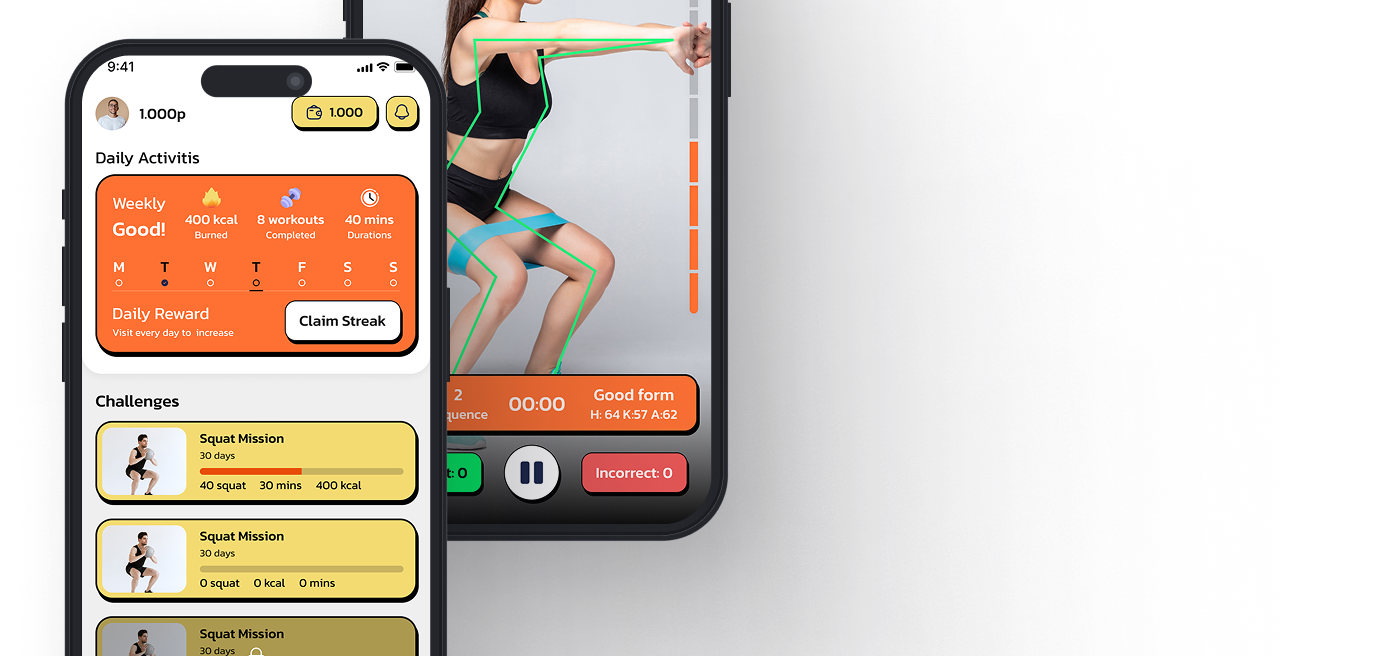 9:41
1.000p
1.000
Daily Activitis
Weekly
Good!
400 kcal
Burned
8 workouts
Completed
40 mins
Durations
M T W T F S S
Daily Reward
Visit every day to increase
Claim Streak
Challenges
Squat Mission
30 days
40 squat 30 mins 400 kcal
Squat Mission
30 days
0 squat 0 kcal 0 mins
Squat Mission
30 days
2
quence
00:00
Good form
H: 64 K:57 A:62
t: 0
Incorrect: 0